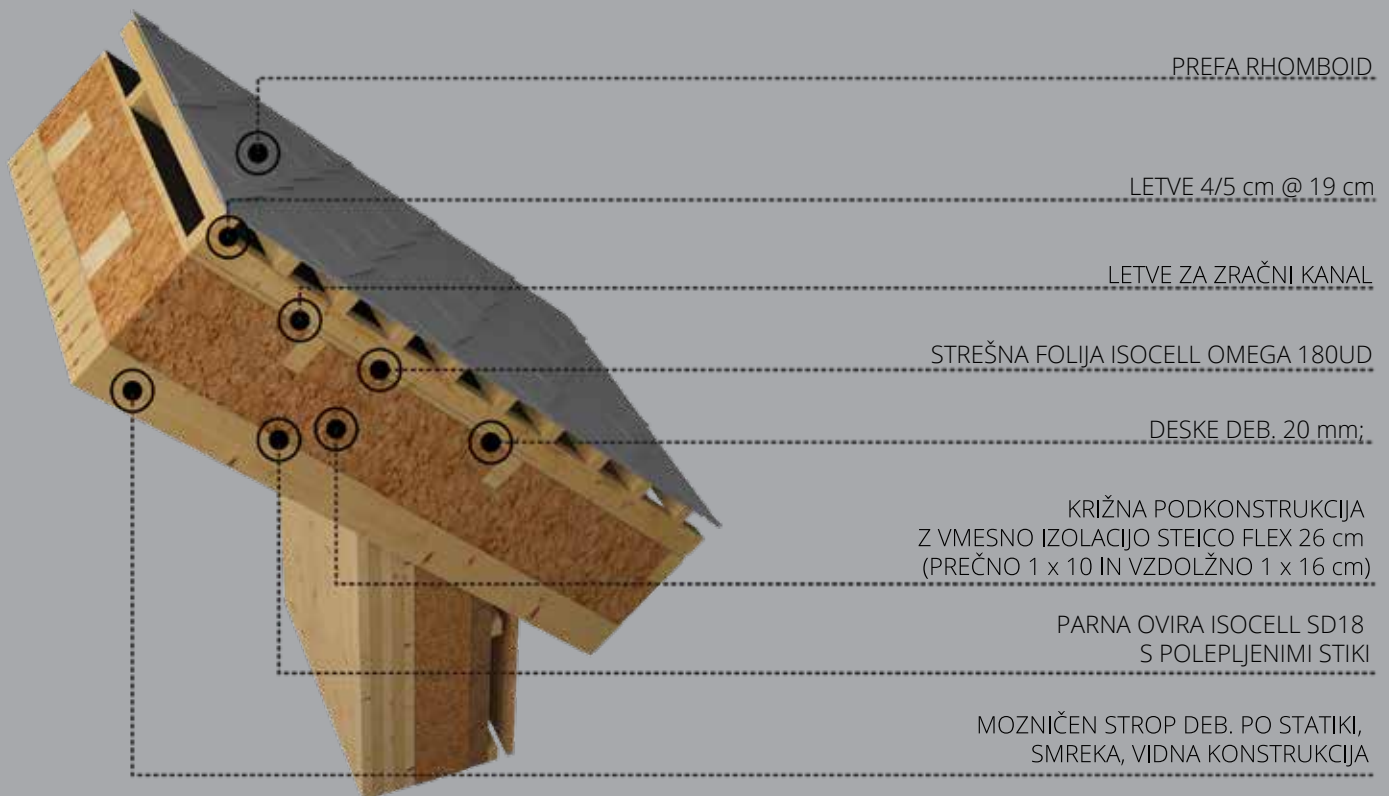 PREFA RHOMBOID
LETVE 4/5 cm @ 19 cm
LETVE ZA ZRAČNI KANAL
STREŠNA FOLIJA ISOCELL OMEGA 180UD
DESKE DEB. 20 mm;
KRIŽNA PODKONSTRUKCIJA
Z VMESNO IZOLACIJO STEICO FLEX 26 cm
(PREČNO 1 x 10 IN VZDOLŽNO 1 x 16 cm)
PARNA OVIRA ISOCELL SD18
S POLEPLJENIMI STIKI
MOZNIČEN STROP DEB. PO STATIKI,
SMREKA, VIDNA KONSTRUKCIJA